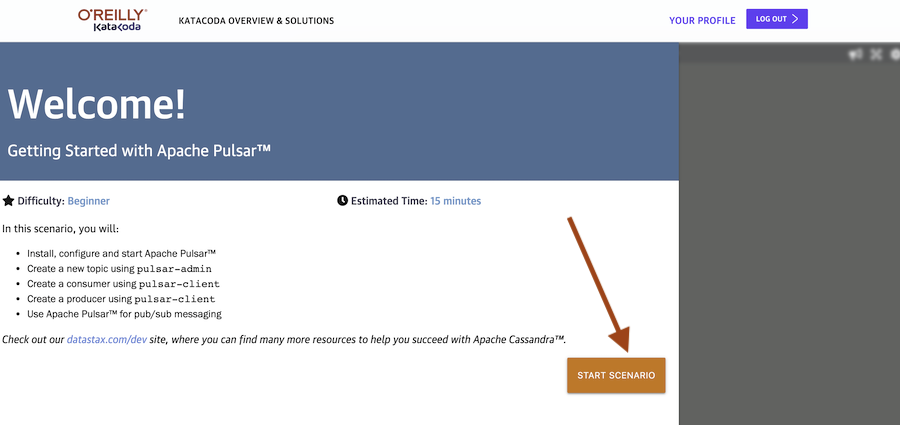 O'REILLY
Katacoda
KATACODA OVERVIEW & SOLUTIONS
YOUR PROFILE
LOG OUT
Welcome!
Getting Started with Apache Pulsar™
Difficulty: Beginner
Estimated Time: 15 minutes
In this scenario, you will:
• Install, configure and start Apache Pulsar™
• Create a new topic using pulsar-admin
• Create a consumer using pulsar-client
• Create a producer using pulsar-client
• Use Apache Pulsar™ for pub/sub messaging
Check out our datastax.com/dev site, where you can find many more resources to help you succeed with Apache Cassandra™.
START SCENARIO